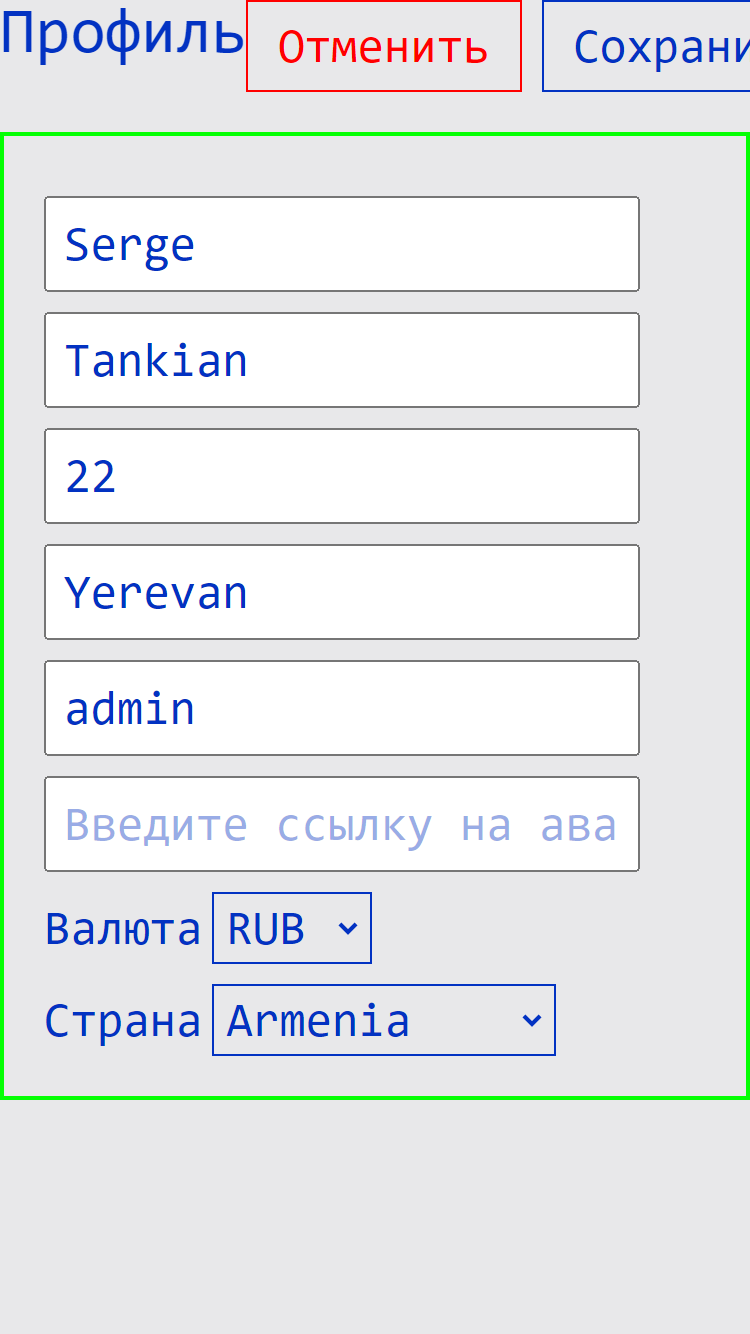 Профиль Отменить Сохрани
Serge
Tankian
22
Yerevan
admin
Введите ссылку на ава
Валюта RUB
Страна Armenia